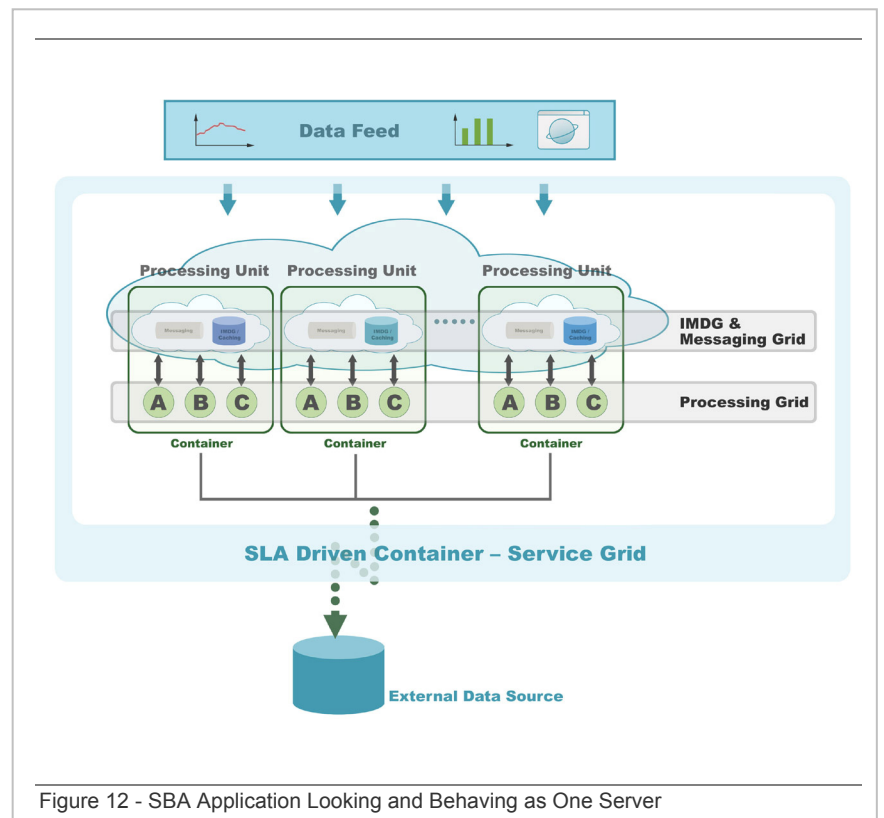 Data Feed
Processing Unit Processing Unit Processing Unit
Messaging IMDG / Caching Messaging IMDG / Caching Messaging IMDG / Caching
IMDG &
Messaging Grid
A B C A B C A B C
Processing Grid
Container Container Container
SLA Driven Container – Service Grid
External Data Source
Figure 12 - SBA Application Looking and Behaving as One Server